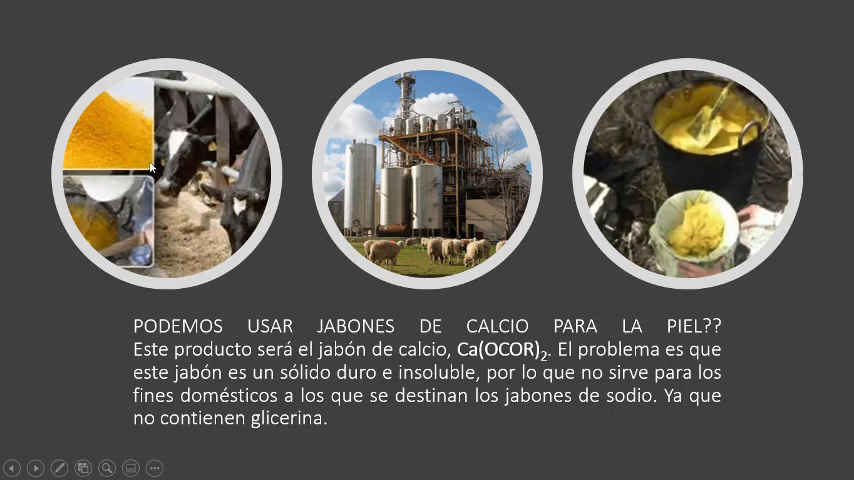 PODEMOS USAR JABONES DE CALCIO PARA LA PIEL??
Este producto será el jabón de calcio, Ca(OCOR)₂. El problema es que
este jabón es un sólido duro e insoluble, por lo que no sirve para los
fines domésticos a los que se destinan los jabones de sodio. Ya que
no contienen glicerina.